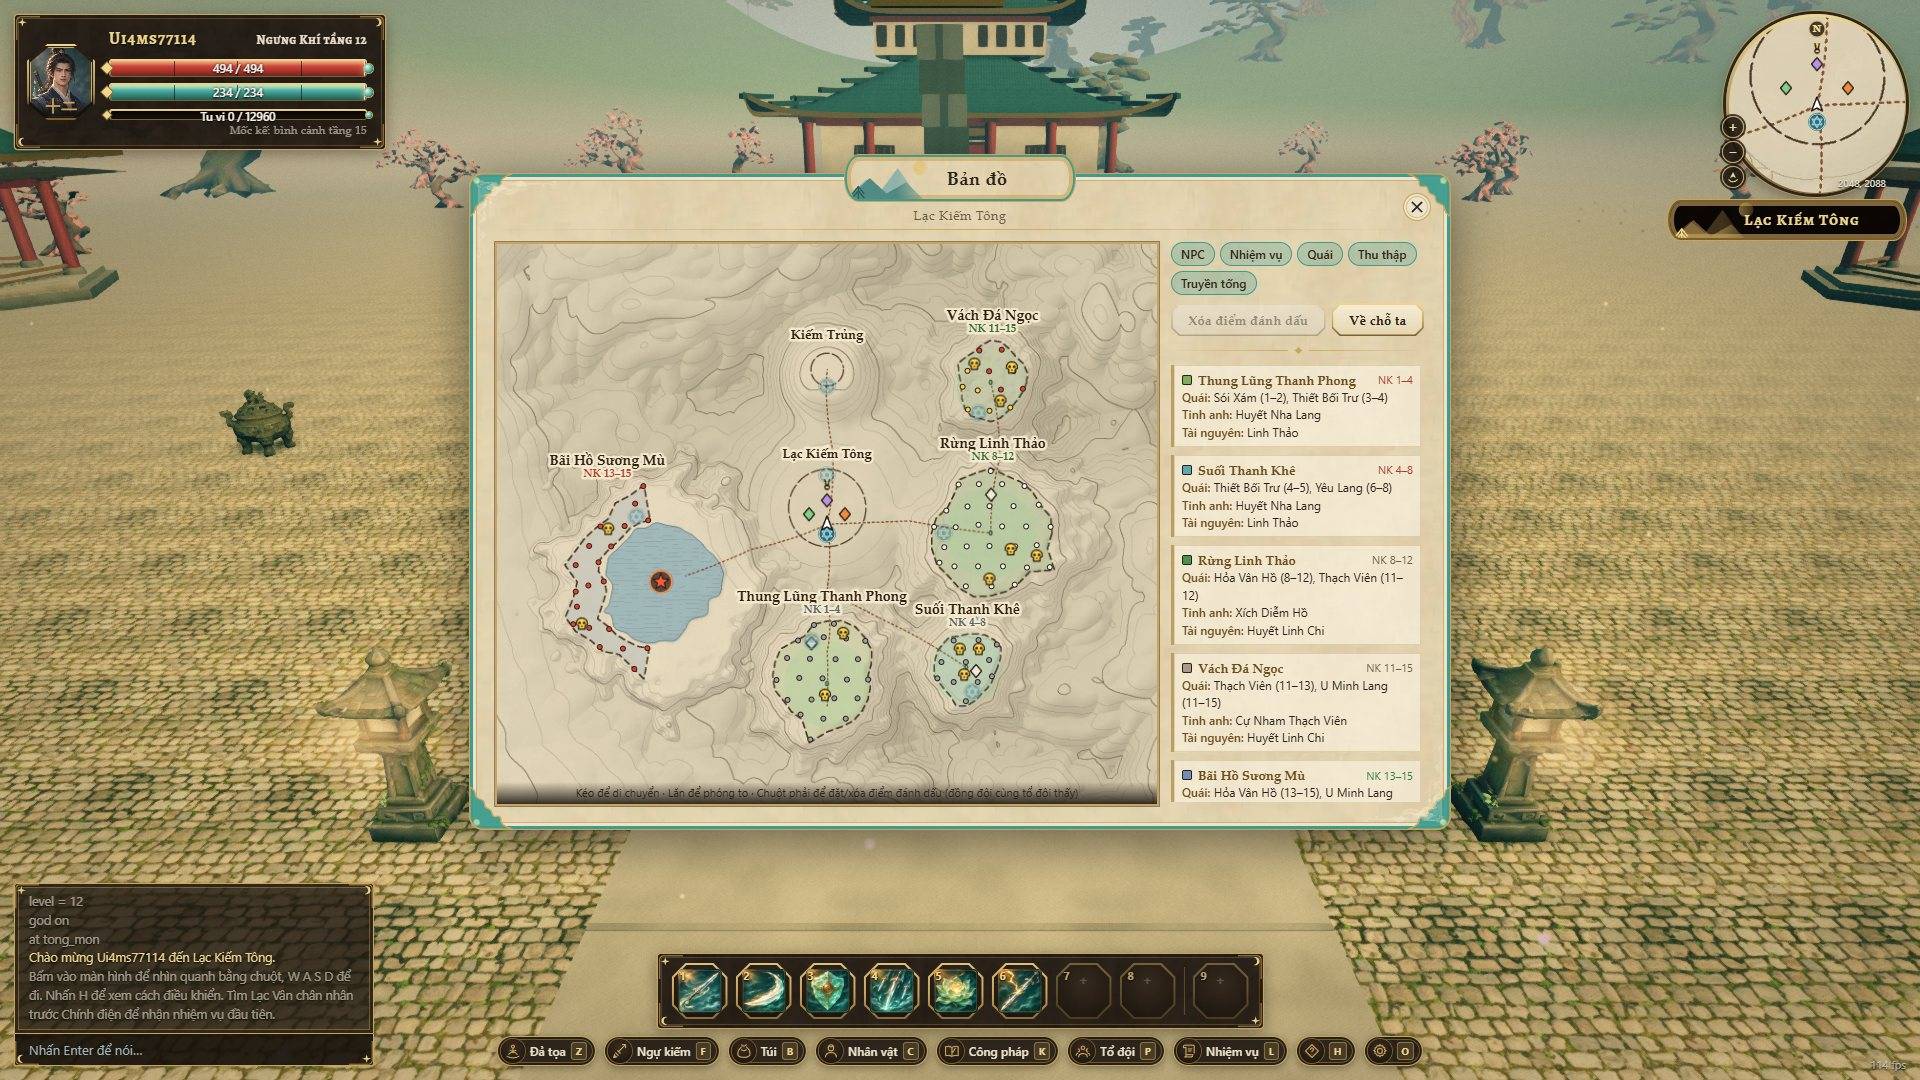 Ui4ms77114
Ngưng Khí tầng 12
494 / 494
234 / 234
Tu vi 0 / 12960
Mốc kế: bình cảnh tầng 15
N
+
−
2048, 2088
Lạc Kiếm Tông
Bản đồ
Lạc Kiếm Tông
Kiếm Trủng
Vách Đá Ngọc
NK 11–15
Rừng Linh Thảo
NK 8–12
Lạc Kiếm Tông
Bãi Hồ Sương Mù
NK 13–15
Thung Lũng Thanh Phong
NK 1–4
Suối Thanh Khê
NK 4–8
Kéo để di chuyển · Lăn để phóng to · Chuột phải để đặt/xóa điểm đánh dấu (đồng đội cùng tổ đội thấy)
NPC
Nhiệm vụ
Quái
Thu thập
Truyền tống
Xóa điểm đánh dấu
Về chỗ ta
Thung Lũng Thanh Phong NK 1–4
Quái: Sói Xám (1–2), Thiết Bối Trư (3–4)
Tinh anh: Huyết Nha Lang
Tài nguyên: Linh Thảo
Suối Thanh Khê NK 4–8
Quái: Thiết Bối Trư (4–5), Yêu Lang (6–8)
Tinh anh: Huyết Nha Lang
Tài nguyên: Linh Thảo
Rừng Linh Thảo NK 8–12
Quái: Hỏa Vân Hồ (8–12), Thạch Viên (11–
12)
Tinh anh: Xích Diễm Hồ
Tài nguyên: Huyết Linh Chi
Vách Đá Ngọc NK 11–15
Quái: Thạch Viên (11–13), U Minh Lang
(11–15)
Tinh anh: Cự Nham Thạch Viên
Tài nguyên: Huyết Linh Chi
Bãi Hồ Sương Mù NK 13–15
Quái: Hỏa Vân Hồ (13–15), U Minh Lang
level = 12
god on
at tong_mon
Chào mừng Ui4ms77114 đến Lạc Kiếm Tông.
Bấm vào màn hình để nhìn quanh bằng chuột, W A S D để
đi. Nhấn H để xem cách điều khiển. Tìm Lạc Vân chân nhân
trước Chính điện để nhận nhiệm vụ đầu tiên.
Nhấn Enter để nói...
1
2
3
4
5
6
7
8
9
Đả tọa Z
Ngự kiếm F
Túi B
Nhân vật C
Công pháp K
Tổ đội P
Nhiệm vụ L
H
O
114 fps